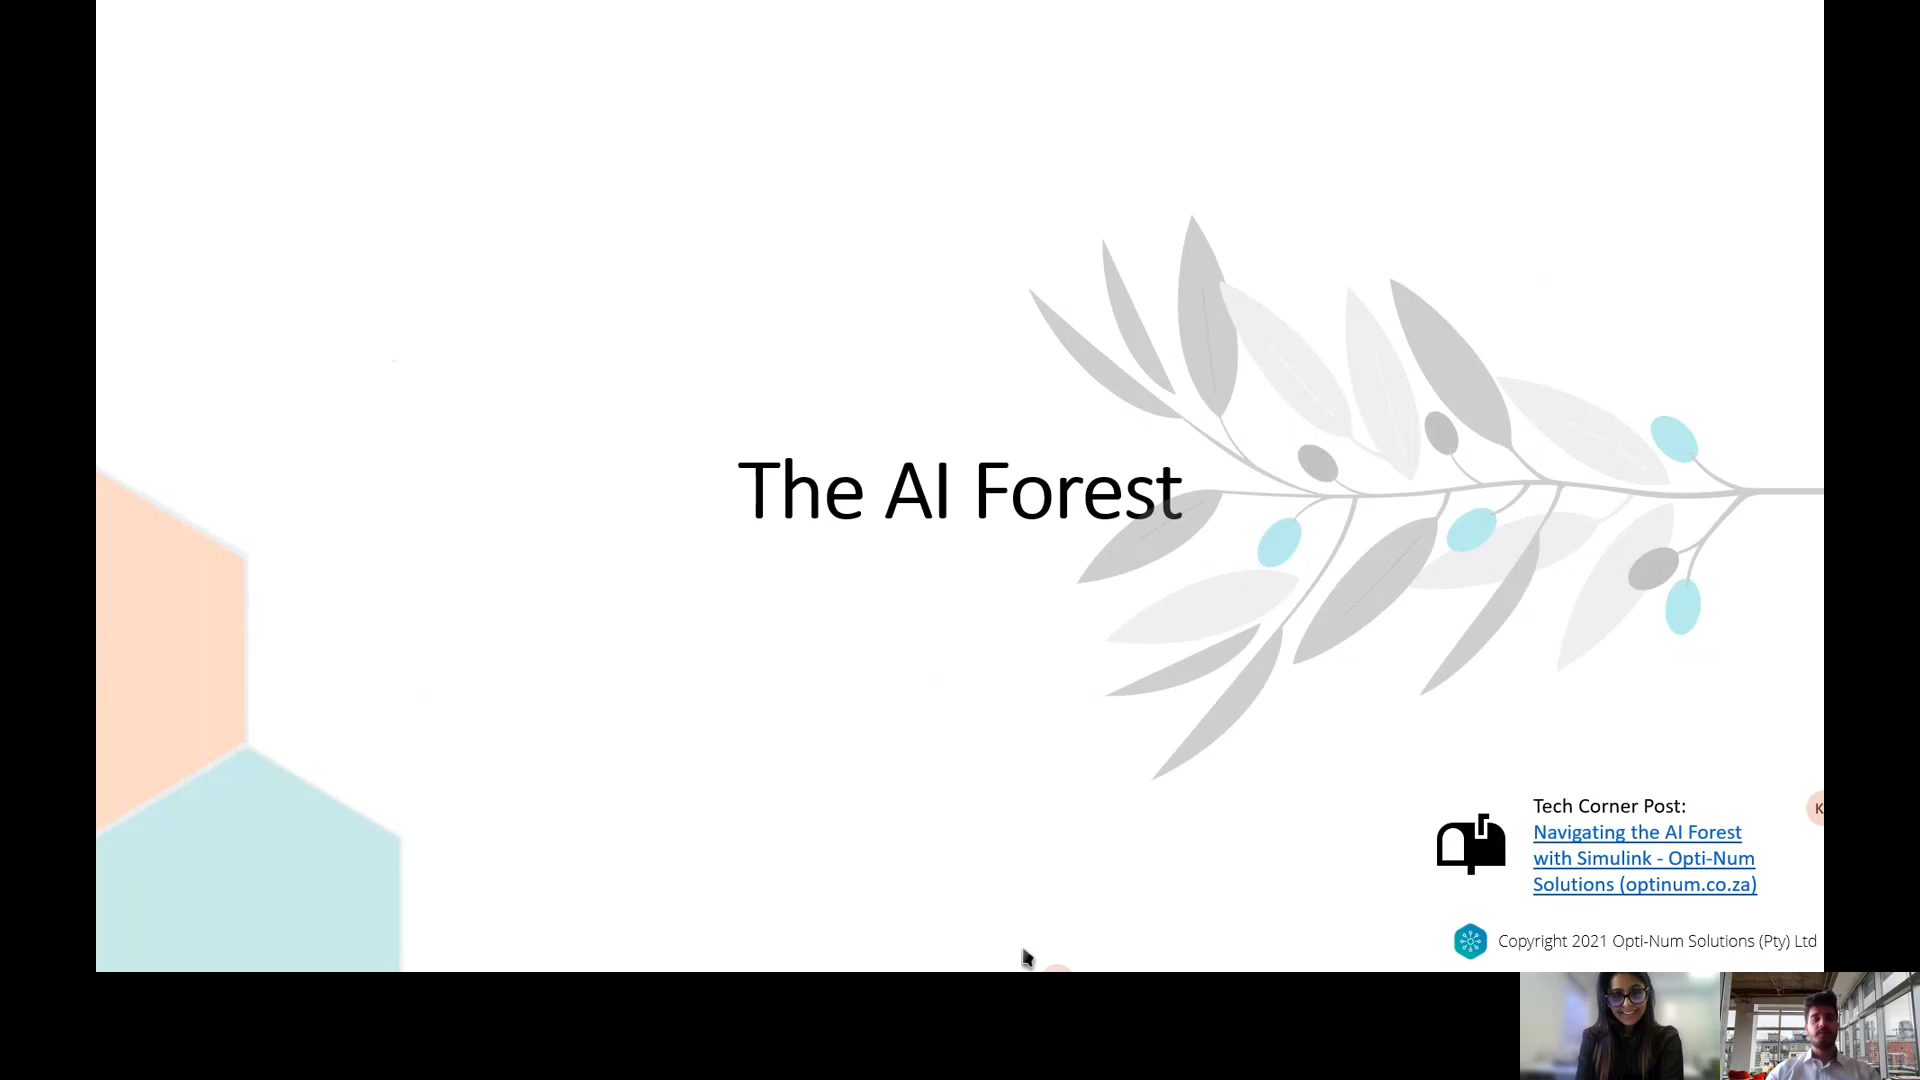 The AI Forest
Tech Corner Post:
Navigating the AI Forest
with Simulink - Opti-Num
Solutions (optinum.co.za)
K
Copyright 2021 Opti-Num Solutions (Pty) Ltd